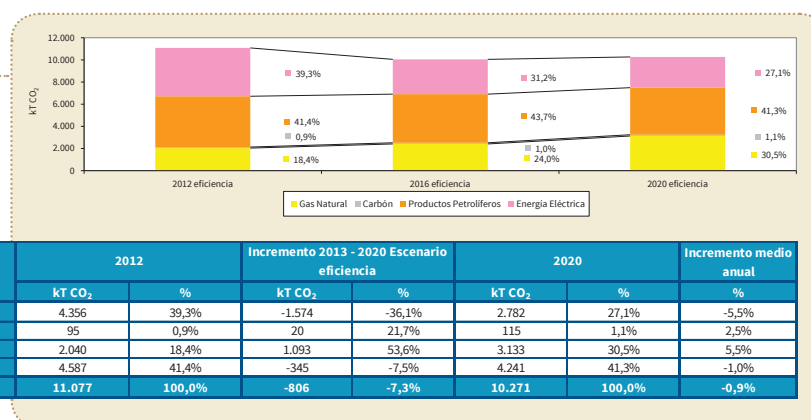 12.000
10.000
8.000
6.000
4.000
2.000
0
kT CO₂
39,3%
41,4%
0,9%
18,4%
31,2%
43,7%
1,0%
24,0%
27,1%
41,3%
1,1%
30,5%
2012 eficiencia 2016 eficiencia 2020 eficiencia
Gas Natural Carbón Productos Petrolíferos Energía Eléctrica
2012 Incremento 2013 - 2020 Escenario eficiencia 2020 Incremento medio anual
kT CO₂ % kT CO₂ % kT CO₂ % %
4.356 39,3% -1.574 -36,1% 2.782 27,1% -5,5%
95 0,9% 20 21,7% 115 1,1% 2,5%
2.040 18,4% 1.093 53,6% 3.133 30,5% 5,5%
4.587 41,4% -345 -7,5% 4.241 41,3% -1,0%
11.077 100,0% -806 -7,3% 10.271 100,0% -0,9%